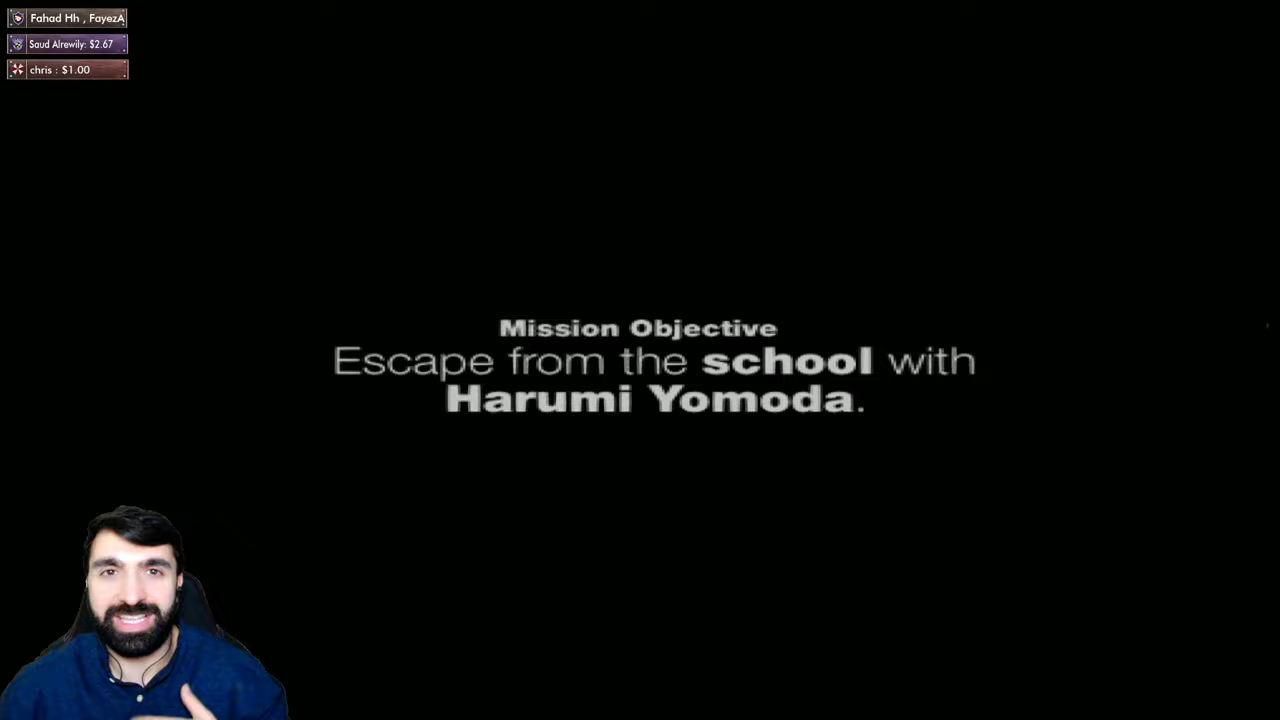 Fahad Hh , FayezA
Saud Alrewily: $2.67
chris : $1.00
Mission Objective
Escape from the school with
Harumi Yomoda.